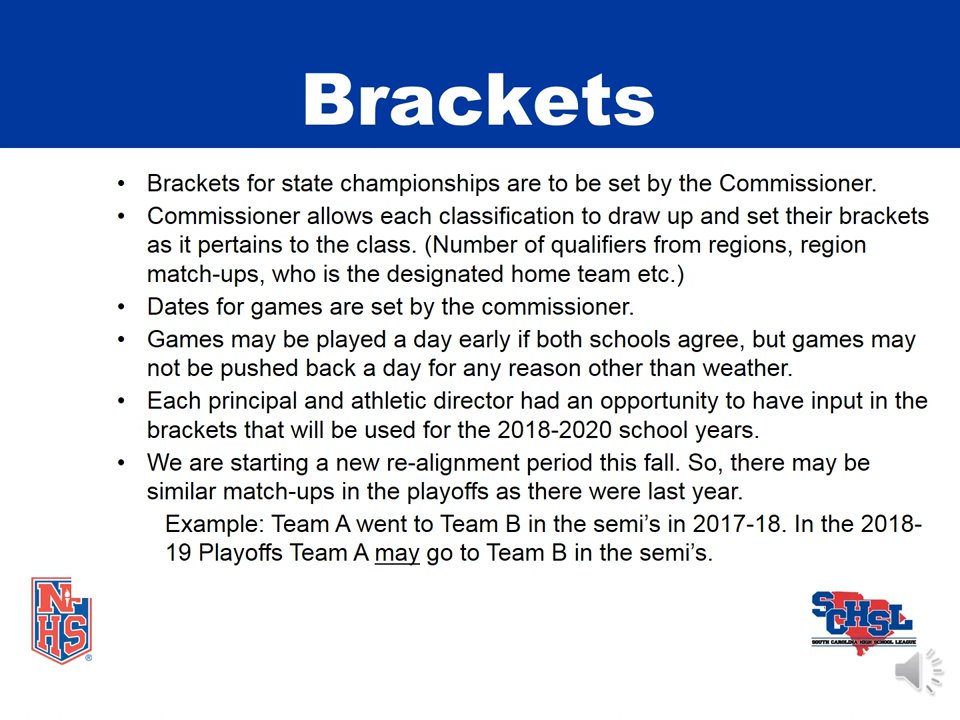 Brackets
• Brackets for state championships are to be set by the Commissioner.
• Commissioner allows each classification to draw up and set their brackets
as it pertains to the class. (Number of qualifiers from regions, region
match-ups, who is the designated home team etc.)
• Dates for games are set by the commissioner.
• Games may be played a day early if both schools agree, but games may
not be pushed back a day for any reason other than weather.
• Each principal and athletic director had an opportunity to have input in the
brackets that will be used for the 2018-2020 school years.
• We are starting a new re-alignment period this fall. So, there may be
similar match-ups in the playoffs as there were last year.
Example: Team A went to Team B in the semi’s in 2017-18. In the 2018-
19 Playoffs Team A may go to Team B in the semi’s.
NFHS®
SCHSL
SOUTH CAROLINA HIGH SCHOOL LEAGUE